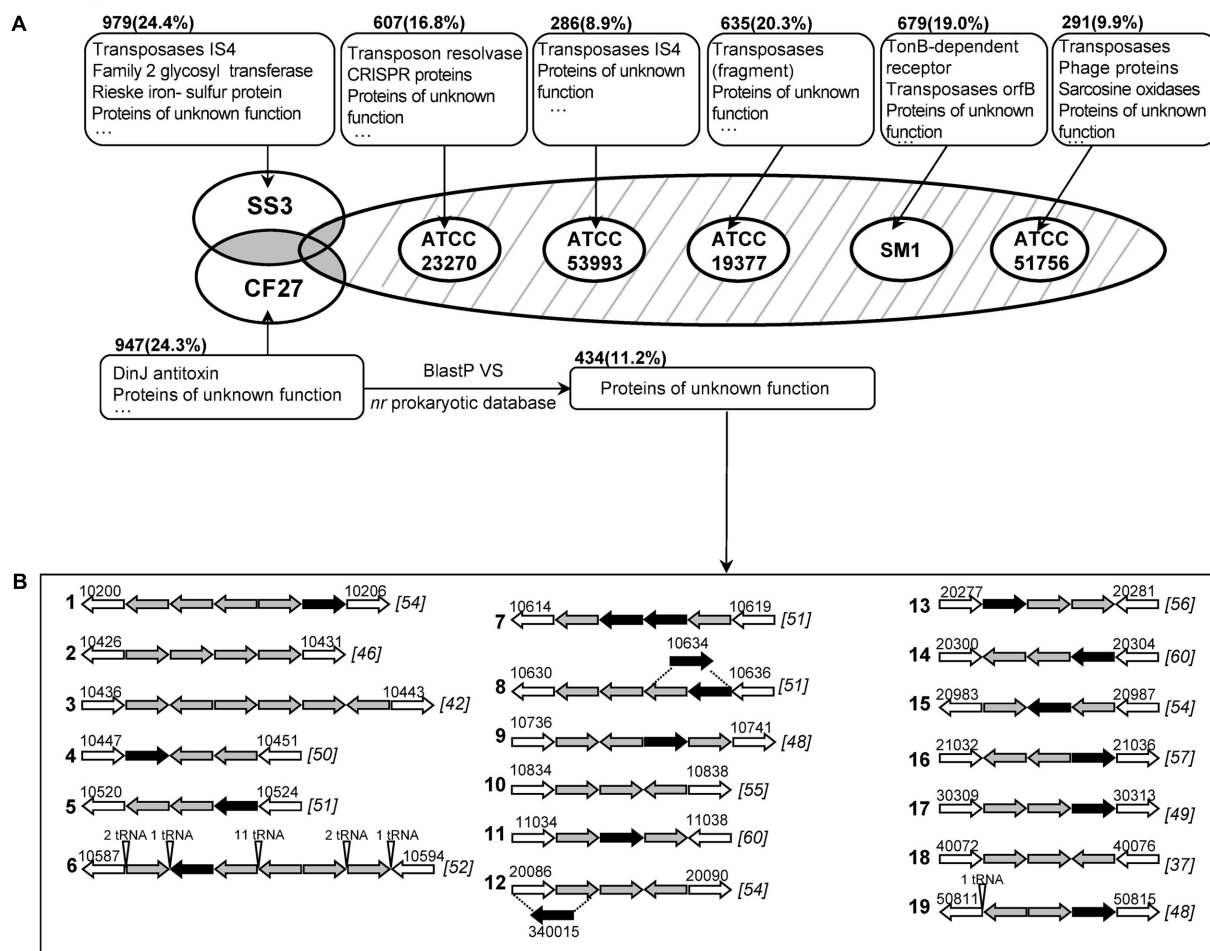 A
979(24.4%)
Transposases IS4
Family 2 glycosyl transferase
Rieske iron- sulfur protein
Proteins of unknown function
...
607(16.8%)
Transposon resolvase
CRISPR proteins
Proteins of unknown
function
...
286(8.9%)
Transposases IS4
Proteins of unknown
function
...
635(20.3%)
Transposases
(fragment)
Proteins of unknown
function
...
679(19.0%)
TonB-dependent
receptor
Transposases orfB
Proteins of unknown
function
...
291(9.9%)
Transposases
Phage proteins
Sarcosine oxidases
Proteins of unknown
function
...
SS3
CF27
ATCC
23270
ATCC
53993
ATCC
19377
SM1
ATCC
51756
947(24.3%)
DinJ antitoxin
Proteins of unknown function
...
BlastP VS
nr prokaryotic database
434(11.2%)
Proteins of unknown function
B
1 10200 10206 [54]
2 10426 10431 [46]
3 10436 10443 [42]
4 10447 10451 [50]
5 10520 10524 [51]
2 tRNA 1 tRNA 11 tRNA 2 tRNA 1 tRNA
6 10587 10594 [52]
7 10614 10619 [51]
10634
8 10630 10636 [51]
9 10736 10741 [48]
10 10834 10838 [55]
11 11034 11038 [60]
12 20086 20090 [54]
340015
13 20277 20281 [56]
14 20300 20304 [60]
15 20983 20987 [54]
16 21032 21036 [57]
17 30309 30313 [49]
18 40072 40076 [37]
1 tRNA
19 50811 50815 [48]